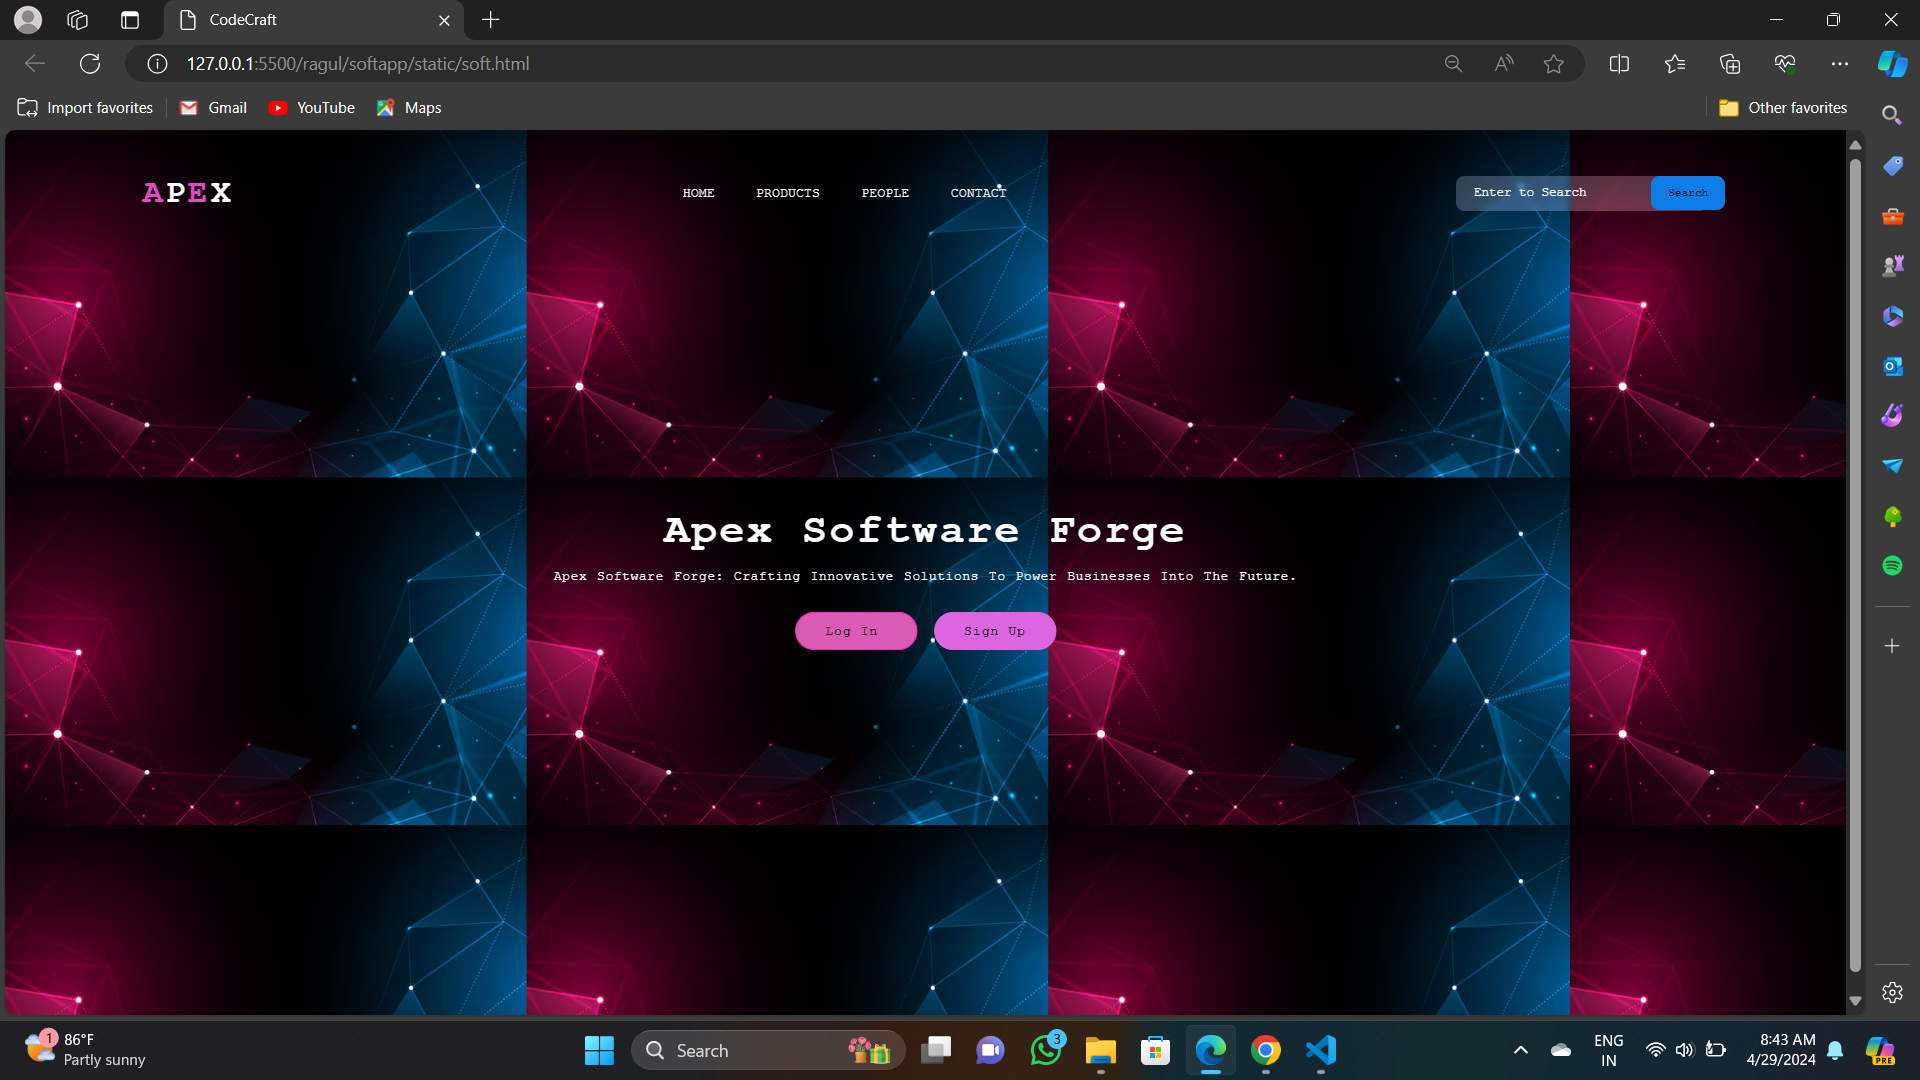 CodeCraft
127.0.0.1:5500/ragul/softapp/static/soft.html
Import favorites
Gmail
YouTube
Maps
Other favorites
APEX
HOME
PRODUCTS
PEOPLE
CONTACT
Enter to Search
Search
Apex Software Forge
Apex Software Forge: Crafting Innovative Solutions To Power Businesses Into The Future.
Log In
Sign Up
1
86°F
Partly sunny
Search
3
ENG
IN
8:43 AM
4/29/2024
PRE